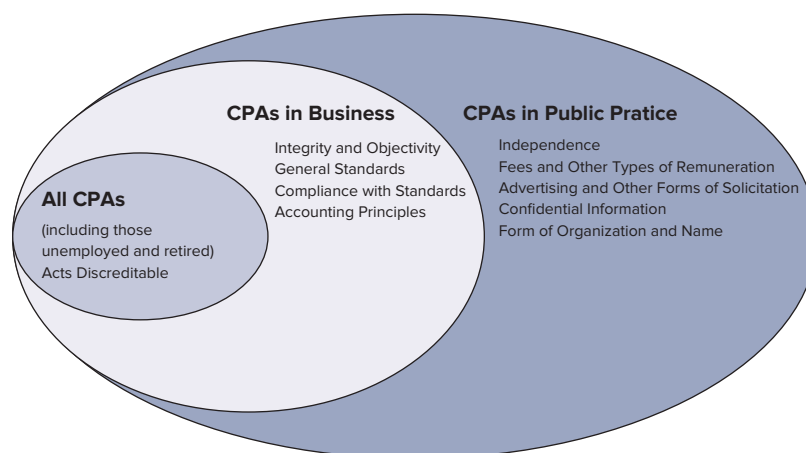 CPAs in Business
Integrity and Objectivity
General Standards
Compliance with Standards
Accounting Principles
CPAs in Public Pratice
Independence
Fees and Other Types of Remuneration
Advertising and Other Forms of Solicitation
Confidential Information
Form of Organization and Name
All CPAs
(including those
unemployed and retired)
Acts Discreditable